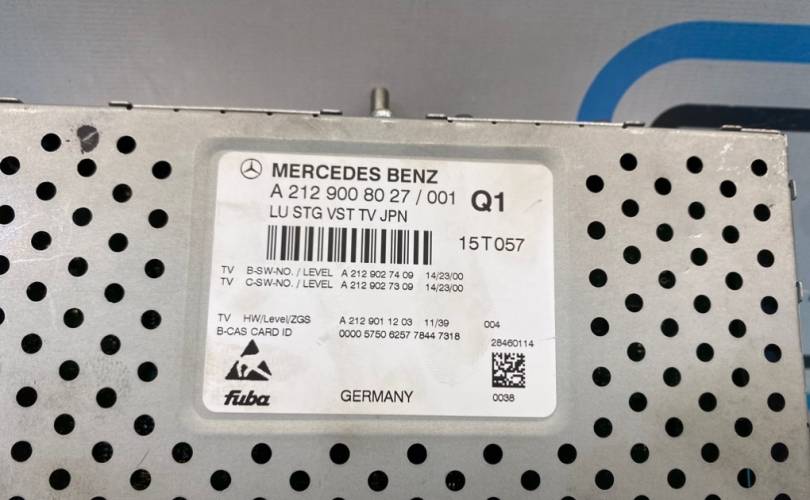 MERCEDES BENZ
A 212 900 80 27 / 001 Q1
LU STG VST TV JPN
15T057
TV B-SW-NO. / LEVEL A 212 902 74 09 14/23/00
TV C-SW-NO. / LEVEL A 212 902 73 09 14/23/00
TV HW/Level/ZGS A 212 901 12 03 11/39 004
B-CAS CARD ID 0000 5750 6257 7844 7318
28460114
fuba GERMANY 0038